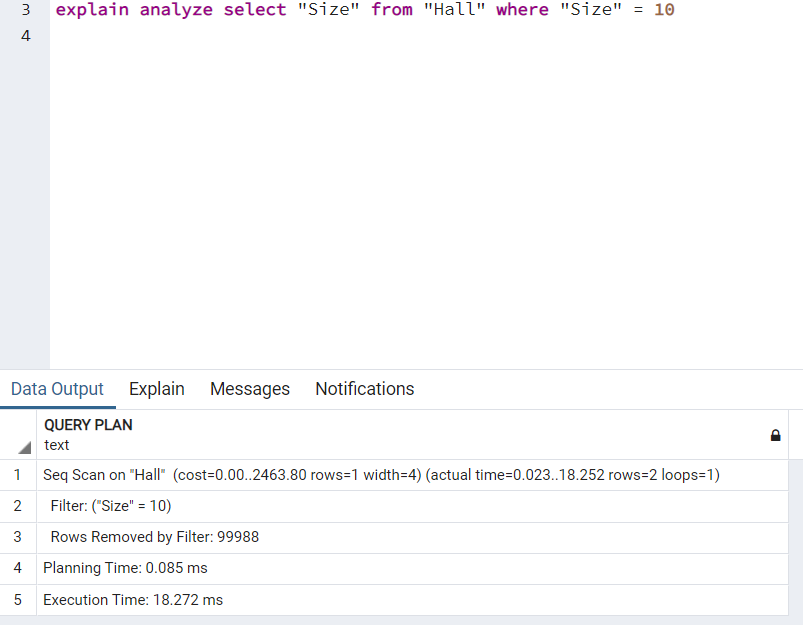 3 explain analyze select "Size" from "Hall" where "Size" = 10
4
Data Output Explain Messages Notifications
QUERY PLAN
text
1 Seq Scan on "Hall" (cost=0.00..2463.80 rows=1 width=4) (actual time=0.023..18.252 rows=2 loops=1)
2 Filter: ("Size" = 10)
3 Rows Removed by Filter: 99988
4 Planning Time: 0.085 ms
5 Execution Time: 18.272 ms